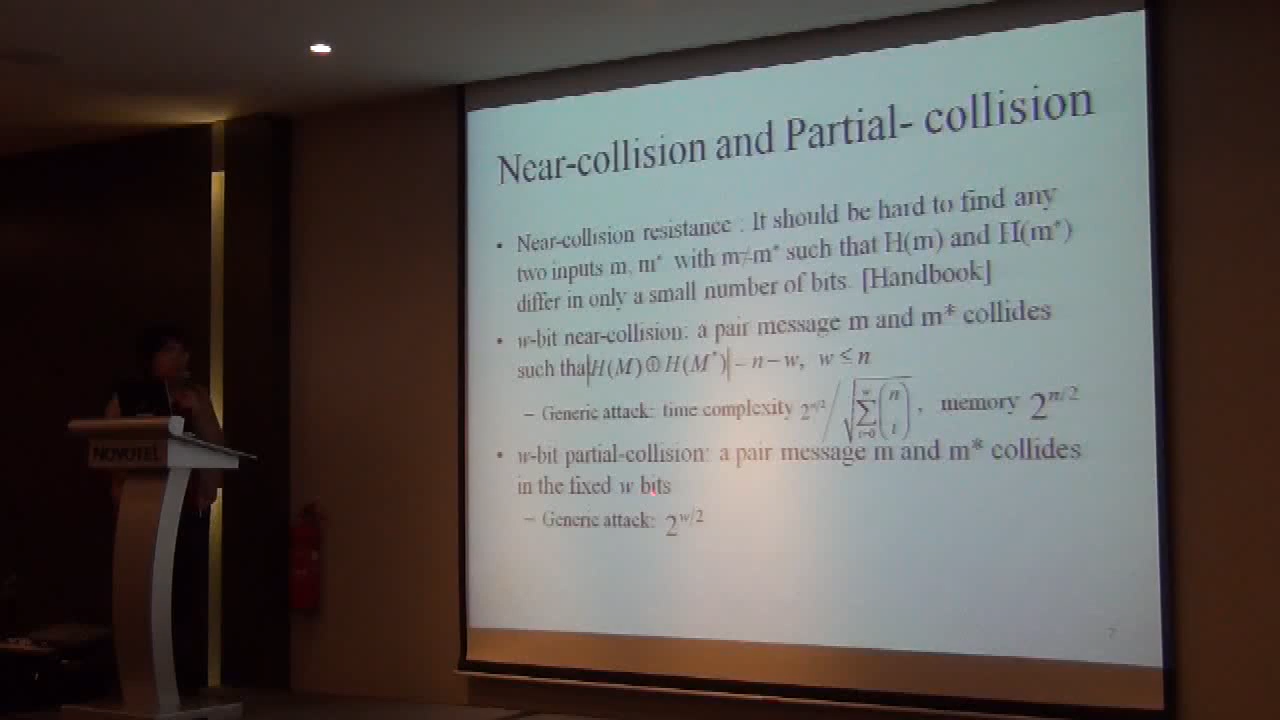 Near-collision and Partial- collision
• Near-collision resistance : It should be hard to find any
two inputs m, m* with m≠m* such that H(m) and H(m*)
differ in only a small number of bits. [Handbook]
• w-bit near-collision: a pair message m and m* collides
such tha|H(M)⊕H(M*)| = n−w, w ≤ n
– Generic attack: time complexity 2^{n/2} / √(∑_{i=0}^{w} (n i)), memory 2^{n/2}
• w-bit partial-collision: a pair message m and m* collides
in the fixed w bits
– Generic attack: 2^{w/2}
7
NOVOTEL